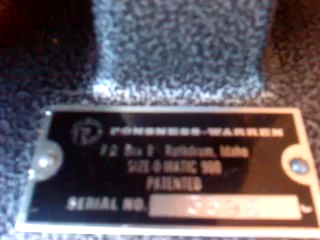 PONSNESS-WARREN
P.O. Box 8 Rathdrum, Idaho
SIZE-O-MATIC 900
PATENTED
SERIAL NO.